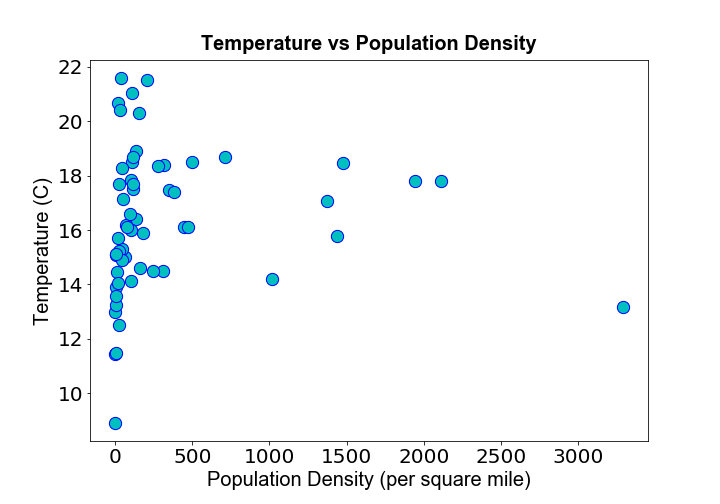 Temperature vs Population Density
22
20
18
16
14
12
10
Temperature (C)
0 500 1000 1500 2000 2500 3000
Population Density (per square mile)